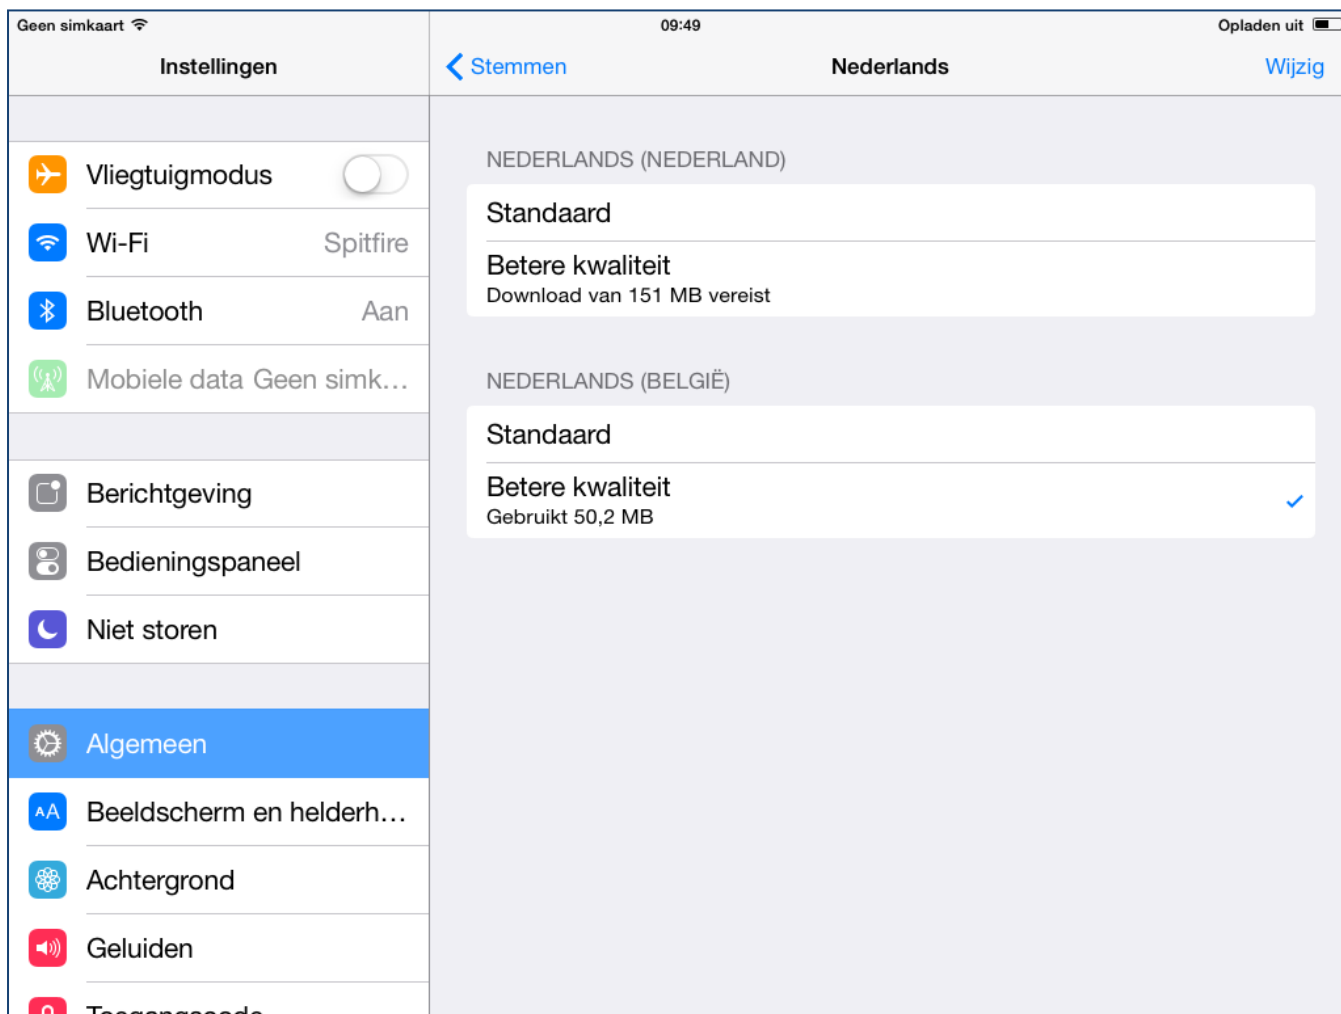 Geen simkaart
09:49
Opladen uit
Instellingen
Stemmen
Nederlands
Wijzig
Vliegtuigmodus
Wi-Fi
Spitfire
Bluetooth
Aan
Mobiele data Geen simk...
Berichtgeving
Bedieningspaneel
Niet storen
Algemeen
AA
Beeldscherm en helderh...
Achtergrond
Geluiden
NEDERLANDS (NEDERLAND)
Standaard
Betere kwaliteit
Download van 151 MB vereist
NEDERLANDS (BELGIË)
Standaard
Betere kwaliteit
Gebruikt 50,2 MB